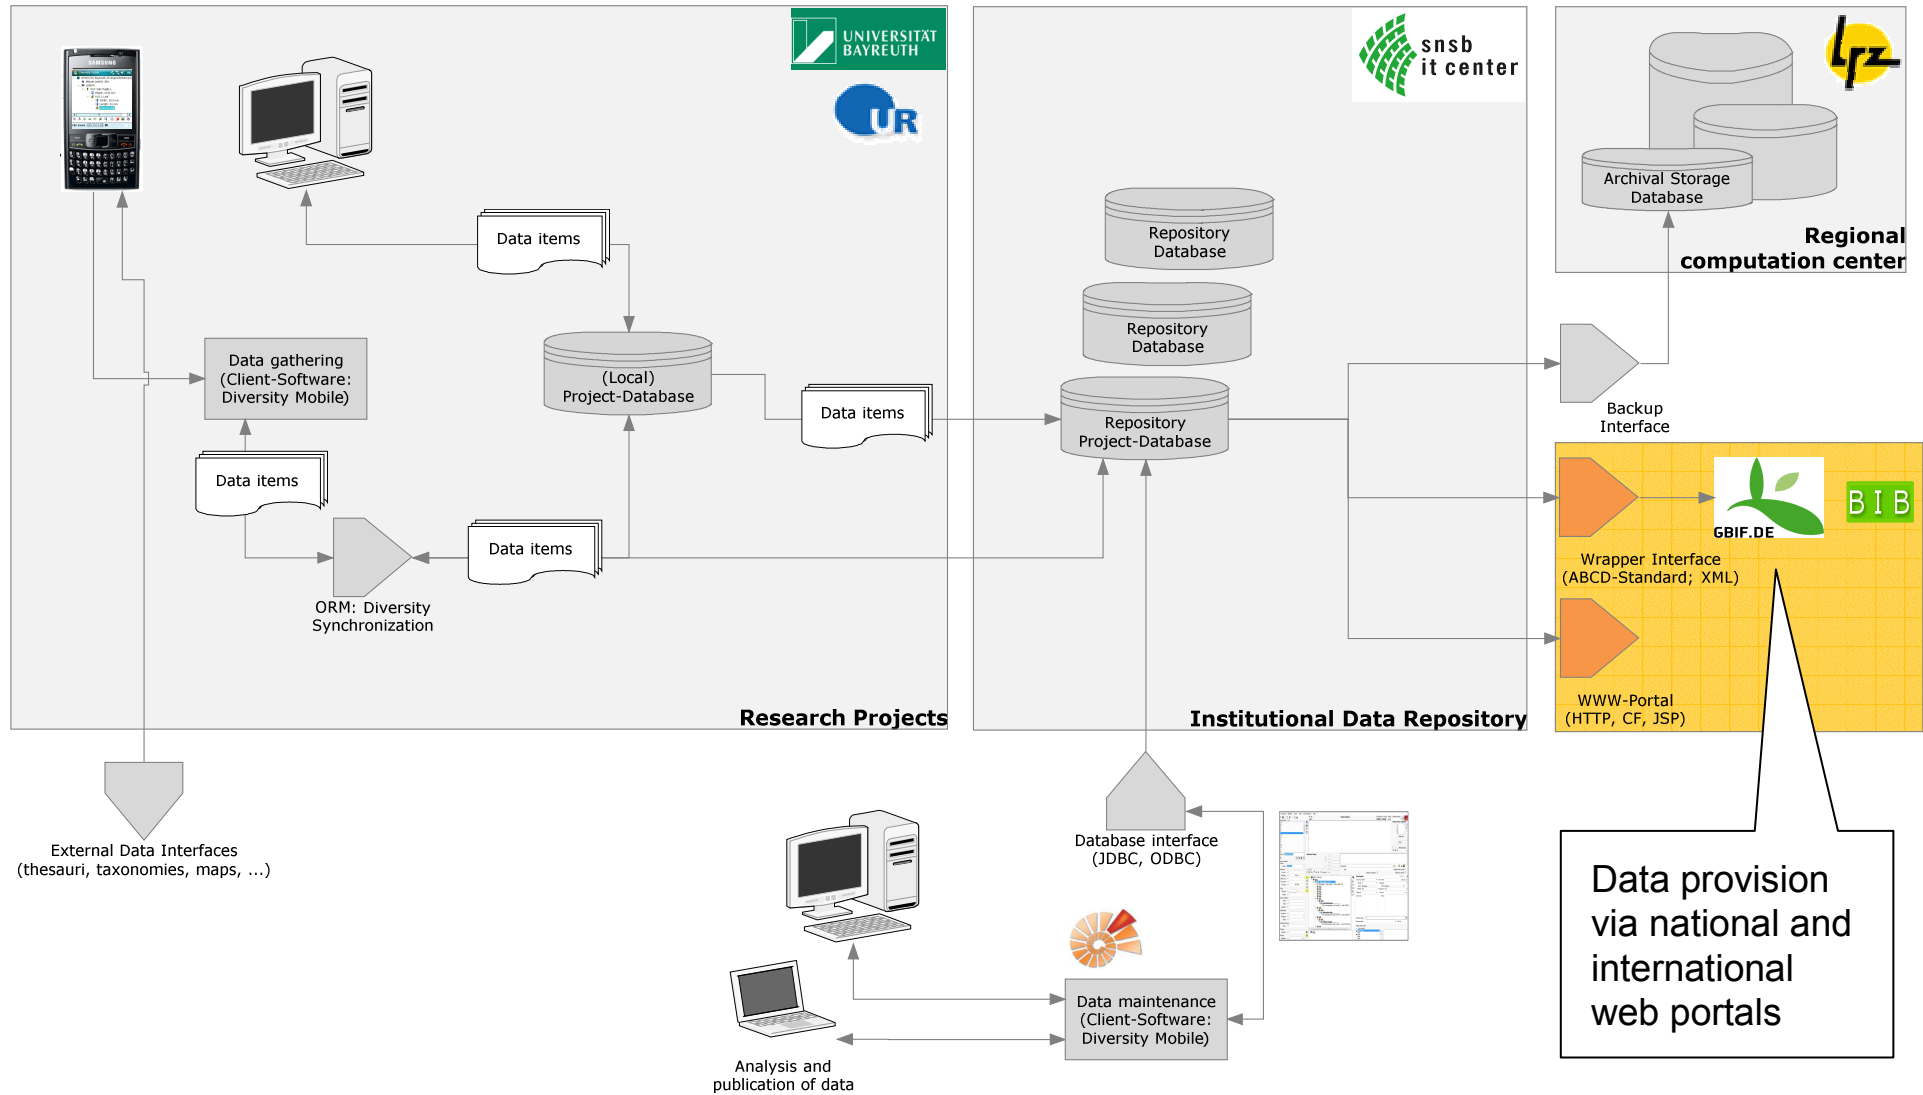 UNIVERSITÄT
BAYREUTH
UR
SAMSUNG
Data items
Data gathering
(Client-Software:
Diversity Mobile)
(Local)
Project-Database
Data items
Data items
Data items
ORM: Diversity
Synchronization
Research Projects
External Data Interfaces
(thesauri, taxonomies, maps, ...)
snsb
it center
Repository
Database
Repository
Database
Repository
Project-Database
Institutional Data Repository
lrz
Archival Storage
Database
Regional
computation center
Backup
Interface
GBIF.DE
BIB
Wrapper Interface
(ABCD-Standard; XML)
WWW-Portal
(HTTP, CF, JSP)
Database interface
(JDBC, ODBC)
Data maintenance
(Client-Software:
Diversity Mobile)
Analysis and
publication of data
Data provision
via national and
international
web portals